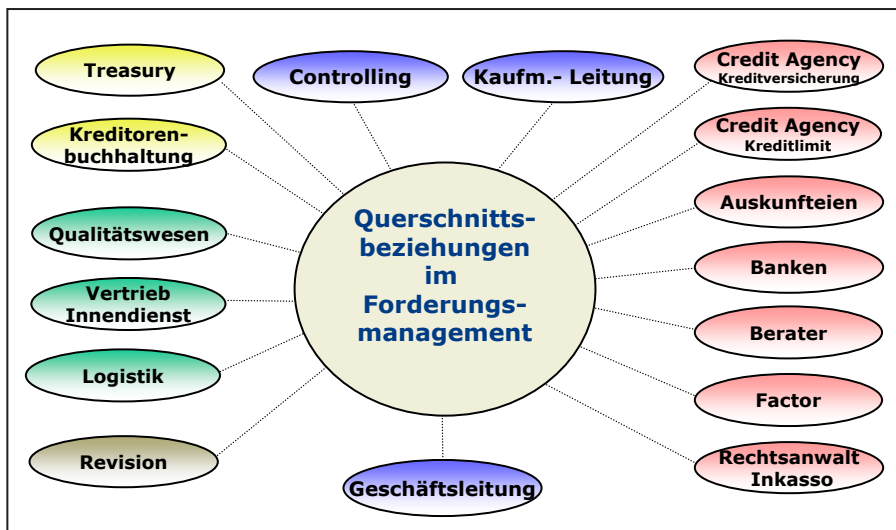 Treasury
Controlling
Kaufm.- Leitung
Credit Agency
Kreditversicherung
Kreditoren-
buchhaltung
Credit Agency
Kreditlimit
Auskunfteien
Qualitätswesen
Querschnitts-
beziehungen
im
Forderungs-
management
Banken
Vertrieb
Innendienst
Berater
Logistik
Factor
Revision
Geschäftsleitung
Rechtsanwalt
Inkasso